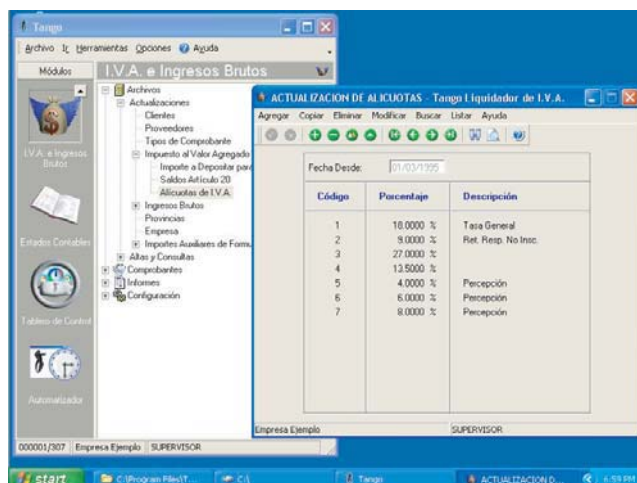 Tango
Archivo Ir Herramientas Opciones Ayuda
Módulos
I.V.A. e Ingresos Brutos
I.V.A. e Ingresos
Brutos
Estados Contables
Tablero de Control
Automatizador
Archivos
Actualizaciones
Clientes
Proveedores
Tipos de Comprobante
Impuesto al Valor Agregado
Importe a Depositar para
Saldos Artículo 20
Alícuotas de I.V.A.
Ingresos Brutos
Provincias
Empresa
Importes Auxiliares de Formu
Altas y Consultas
Comprobantes
Informes
Configuración
000001/307 Empresa Ejemplo SUPERVISOR
ACTUALIZACION DE ALICUOTAS - Tango Liquidador de I.V.A.
Agregar Copiar Eliminar Modificar Buscar Listar Ayuda
Fecha Desde: 01/03/1995
Código Porcentaje Descripción
1 18.0000 % Tasa General
2 9.0000 % Ret. Resp. No Insc.
3 27.0000 %
4 13.5000 %
5 4.0000 % Percepción
6 6.0000 % Percepción
7 8.0000 % Percepción
Empresa Ejemplo SUPERVISOR
start C:\Program Files\T... C:\ Tango ACTUALIZACION D... 6:59 PM